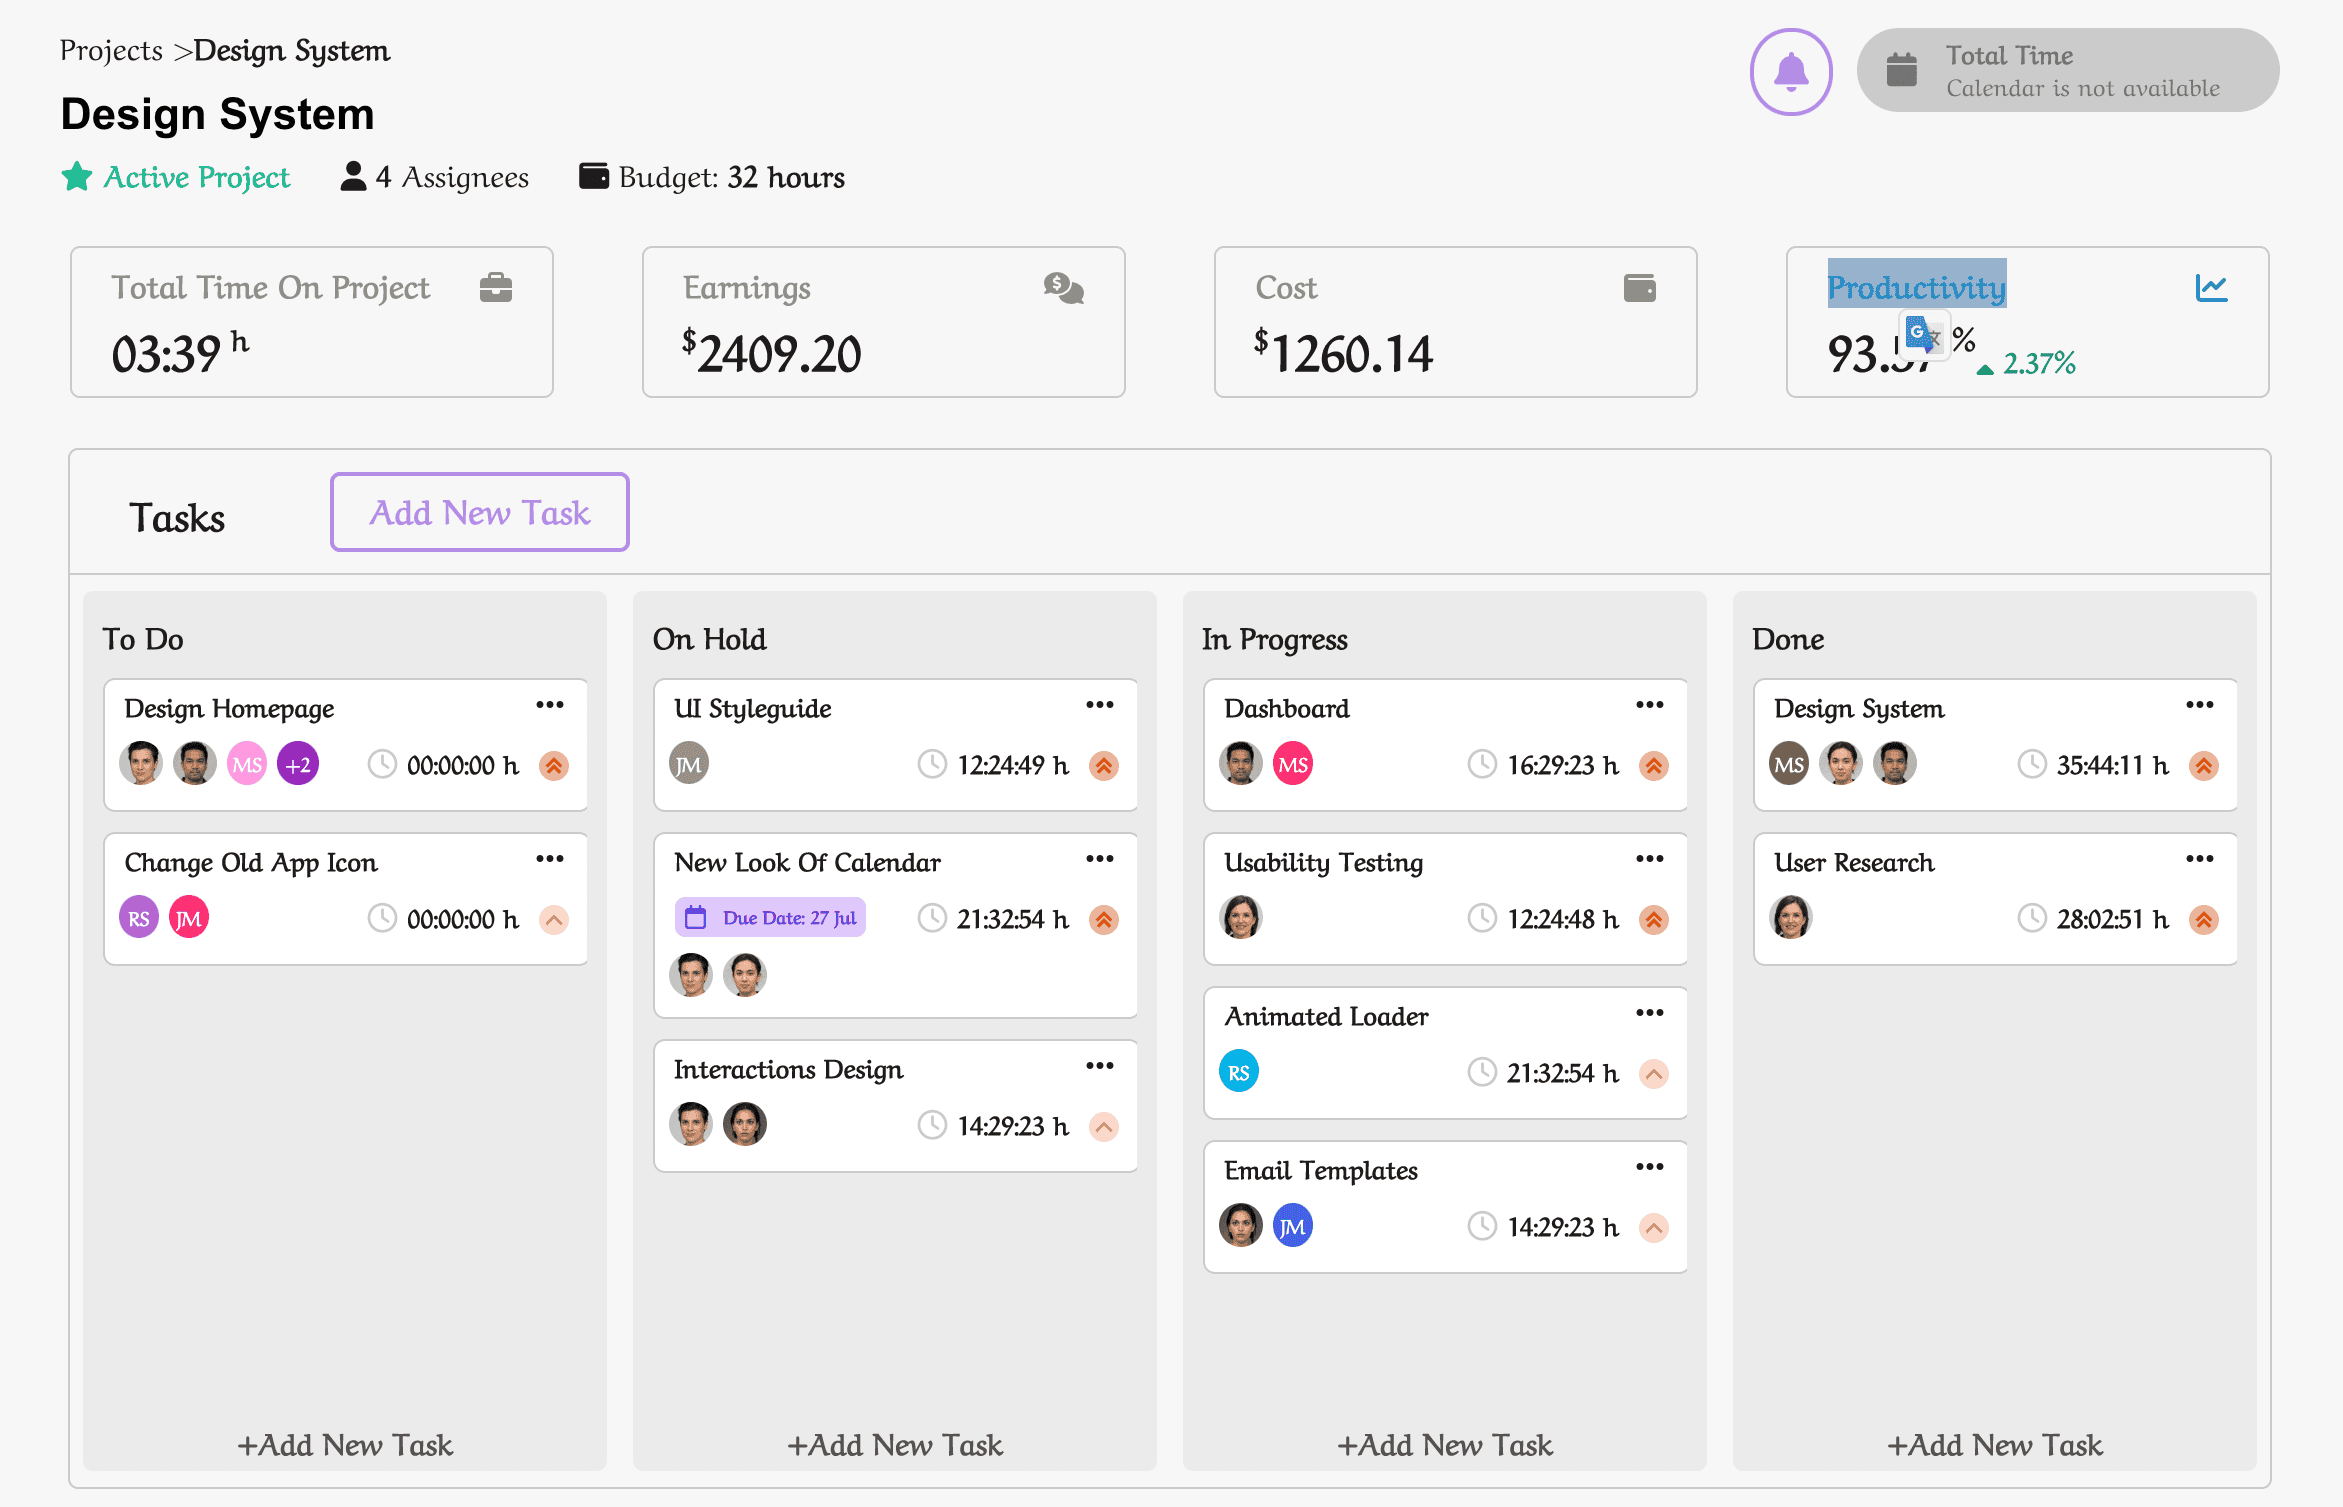 Projects >Design System
Design System
Active Project
4 Assignees
Budget: 32 hours
Total Time
Calendar is not available
Total Time On Project
03:39 h
Earnings
$2409.20
Cost
$1260.14
Productivity
%
2.37%
Tasks
Add New Task
To Do
Design Homepage
MS +2 00:00:00 h
Change Old App Icon
RS JM 00:00:00 h
+Add New Task
On Hold
UI Styleguide
JM 12:24:49 h
New Look Of Calendar
Due Date: 27 Jul 21:32:54 h
Interactions Design
14:29:23 h
+Add New Task
In Progress
Dashboard
MS 16:29:23 h
Usability Testing
12:24:48 h
Animated Loader
RS 21:32:54 h
Email Templates
JM 14:29:23 h
+Add New Task
Done
Design System
MS 35:44:11 h
User Research
28:02:51 h
+Add New Task